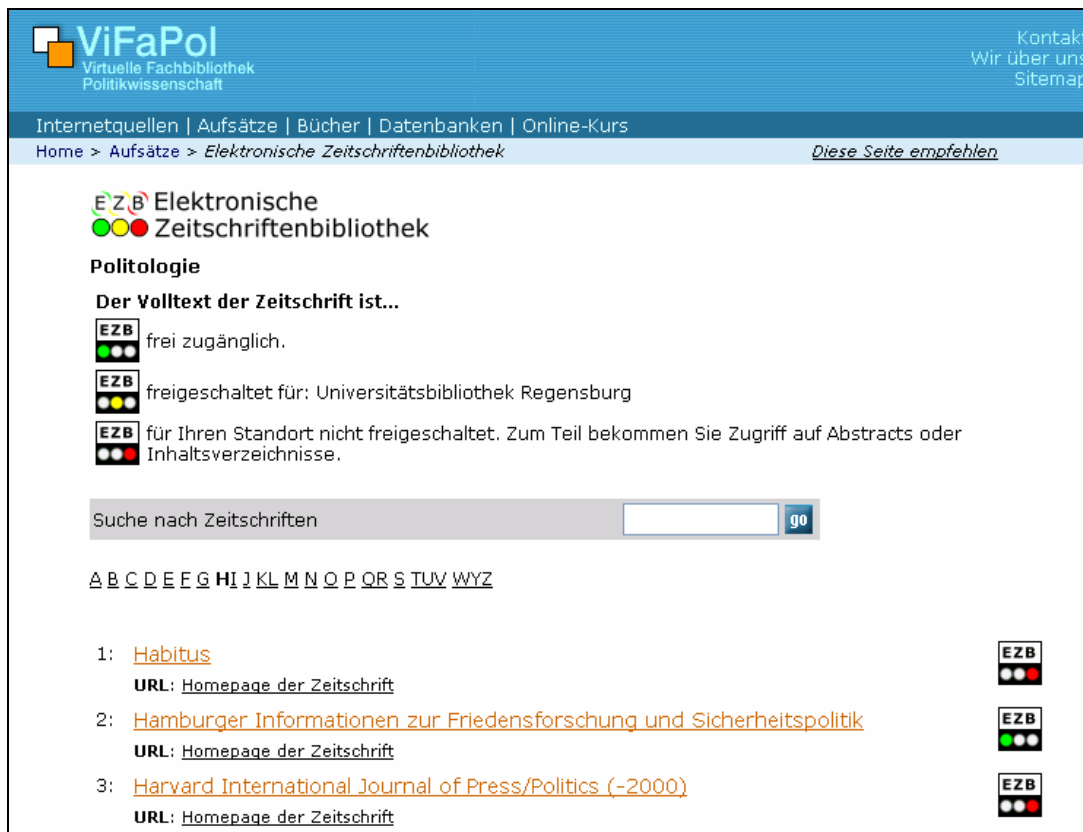 ViFaPol
Virtuelle Fachbibliothek
Politikwissenschaft
Kontakt
Wir über uns
Sitemap
Internetquellen | Aufsätze | Bücher | Datenbanken | Online-Kurs
Home > Aufsätze > Elektronische Zeitschriftenbibliothek
Diese Seite empfehlen
EZB Elektronische
Zeitschriftenbibliothek
Politologie
Der Volltext der Zeitschrift ist...
EZB
frei zugänglich.
EZB
freigeschaltet für: Universitätsbibliothek Regensburg
EZB
für Ihren Standort nicht freigeschaltet. Zum Teil bekommen Sie Zugriff auf Abstracts oder
Inhaltsverzeichnisse.
Suche nach Zeitschriften
go
A B C D E F G HI J KL M N O P QR S TUV WYZ
1: Habitus
EZB
URL: Homepage der Zeitschrift
2: Hamburger Informationen zur Friedensforschung und Sicherheitspolitik
EZB
URL: Homepage der Zeitschrift
3: Harvard International Journal of Press/Politics (-2000)
EZB
URL: Homepage der Zeitschrift